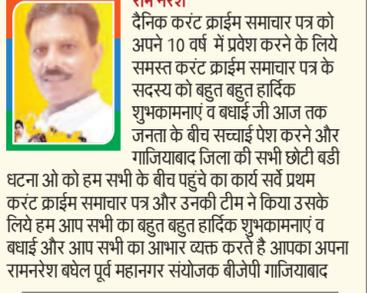 राम नरेश
दैनिक करंट क्राईम समाचार पत्र को
अपने 10 वर्ष में प्रवेश करने के लिये
समस्त करंट क्राईम समाचार पत्र के
सदस्य को बहुत बहुत हार्दिक
शुभकामनाएं व बधाई जी आज तक
जनता के बीच सच्चाई पेश करने और
गाजियाबाद जिला की सभी छोटी बडी
धटना ओ को हम सभी के बीच पहुंचे का कार्य सर्वे प्रथम
करंट क्राईम समाचार पत्र और उनकी टीम ने किया उसके
लिये हम आप सभी का बहुत बहुत हार्दिक शुभकामनाएं व
बधाई और आप सभी का आभार व्यक्त करते है आपका अपना
रामनरेश बघेल पूर्व महानगर संयोजक बीजेपी गाजियाबाद